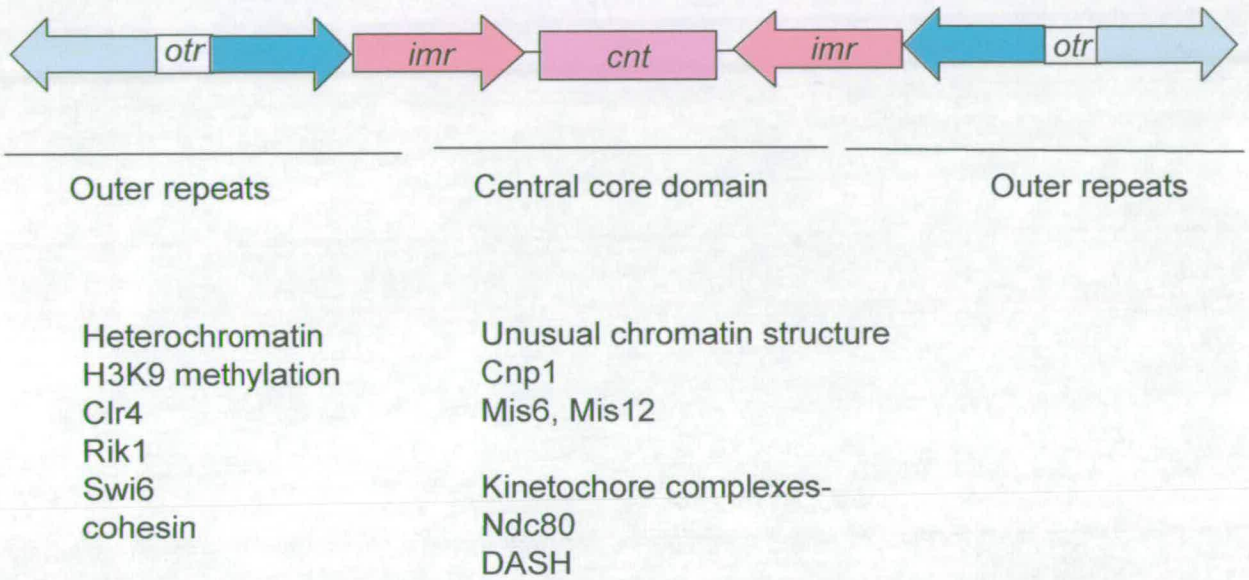 otr imr cnt imr otr
Outer repeats Central core domain Outer repeats
Heterochromatin
H3K9 methylation
Clr4
Rik1
Swi6
cohesin
Unusual chromatin structure
Cnp1
Mis6, Mis12
Kinetochore complexes-
Ndc80
DASH